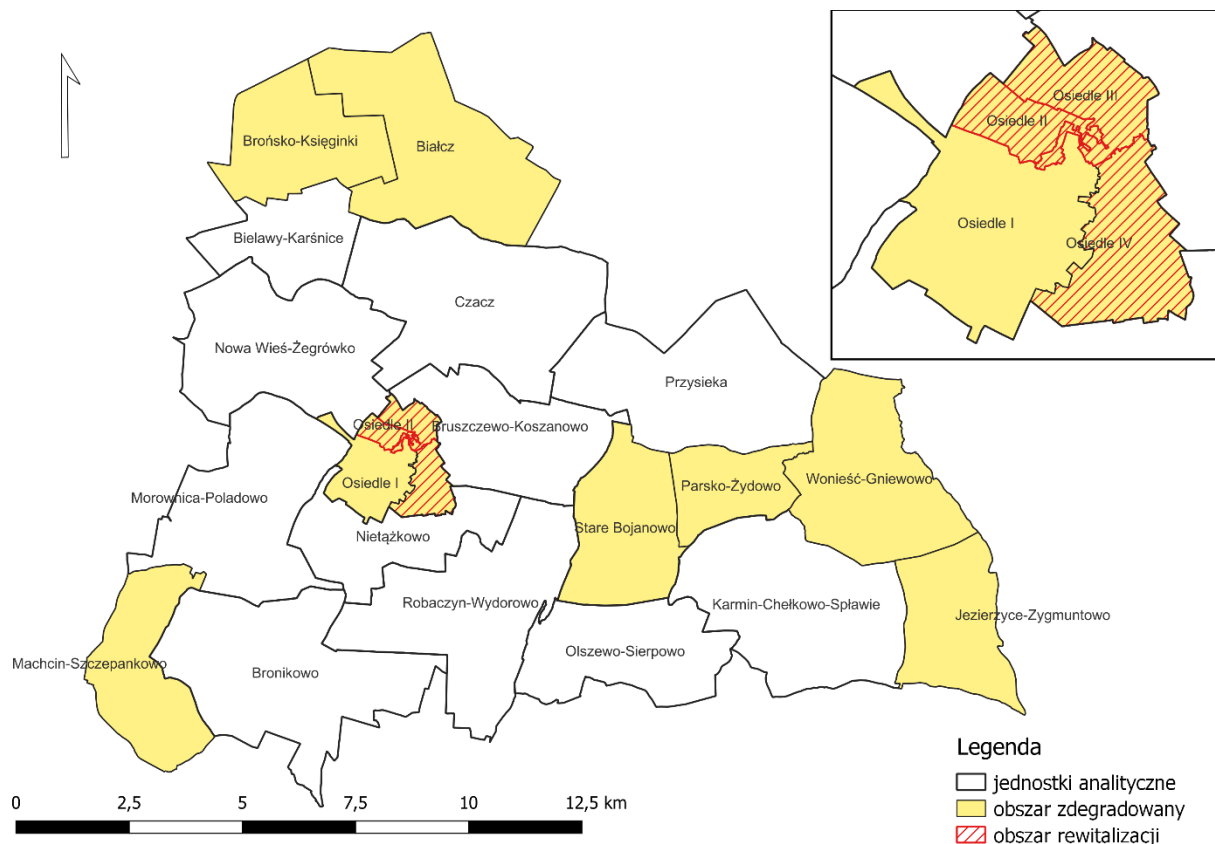 Osiedle III
Osiedle II
Osiedle I
Osiedle IV
Brońsko-Księginki
Białcz
Bielawy-Karśnice
Czacz
Nowa Wieś-Żegrówko
Przysieka
Osiedle II
Bruszczewo-Koszanowo
Osiedle I
Morownica-Poladowo
Parsko-Żydowo
Wonieść-Gniewowo
Stare Bojanowo
Nietążkowo
Robaczyn-Wydorowo
Karmin-Chełkowo-Spławie
Jezierzyce-Zygmuntowo
Machcin-Szczepankowo
Bronikowo
Olszewo-Sierpowo
Legenda
jednostki analityczne
obszar zdegradowany
obszar rewitalizacji
0 2,5 5 7,5 10 12,5 km